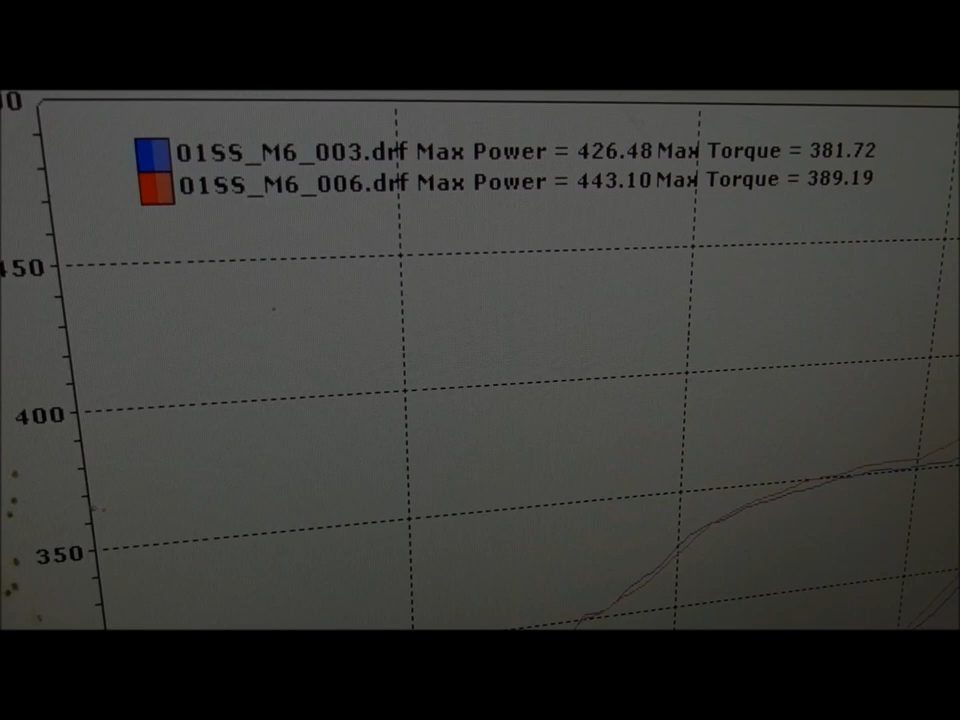 01SS_M6_003.drf Max Power = 426.48 Max Torque = 381.72
01SS_M6_006.drf Max Power = 443.10 Max Torque = 389.19
450
400
350